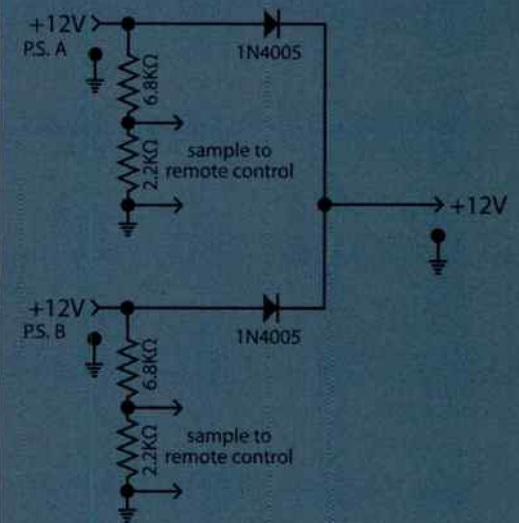 +12V
P.S. A
1N4005
6.8KΩ
2.2KΩ
sample to
remote control
+12V
+12V
P.S. B
1N4005
6.8KΩ
2.2KΩ
sample to
remote control